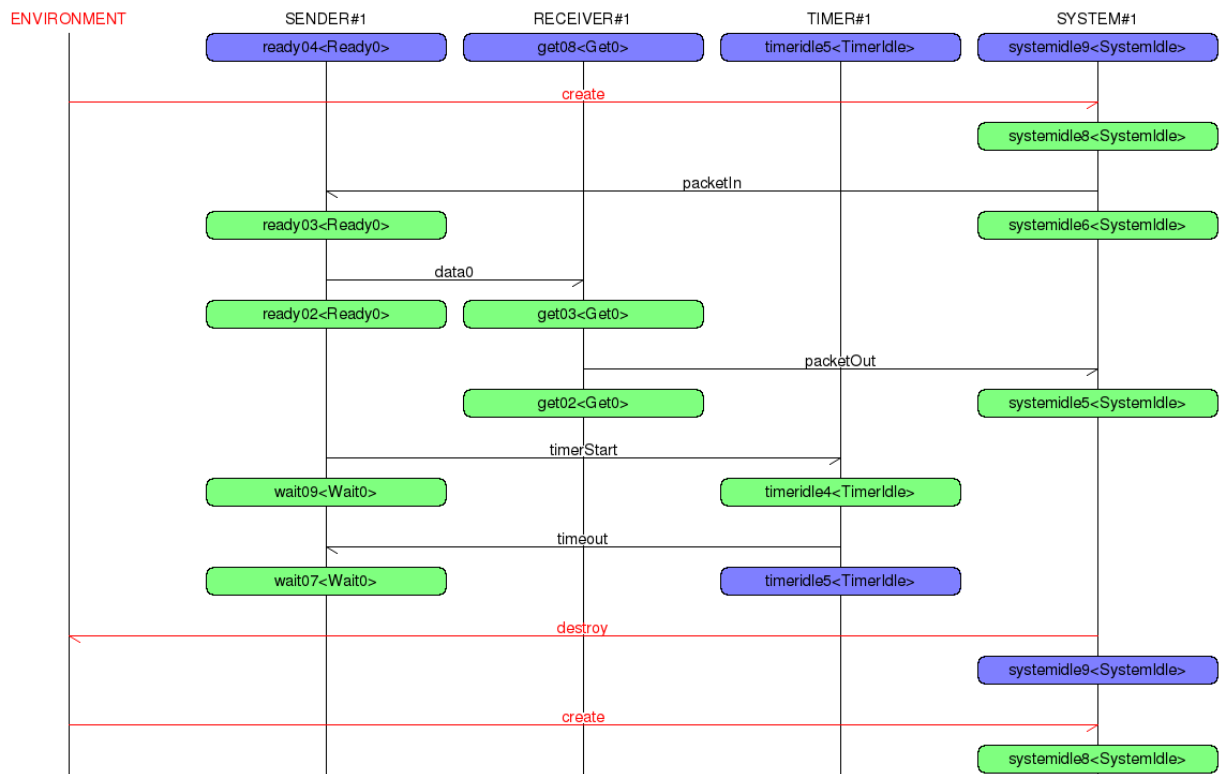 ENVIRONMENT SENDER#1 RECEIVER#1 TIMER#1 SYSTEM#1
ready04<Ready0> get08<Get0> timeridle5<TimerIdle> systemidle9<SystemIdle>
create
systemidle8<SystemIdle>
packetIn
ready03<Ready0> systemidle6<SystemIdle>
data0
ready02<Ready0> get03<Get0>
packetOut
get02<Get0> systemidle5<SystemIdle>
timerStart
wait09<Wait0> timeridle4<TimerIdle>
timeout
wait07<Wait0> timeridle5<TimerIdle>
destroy
systemidle9<SystemIdle>
create
systemidle8<SystemIdle>